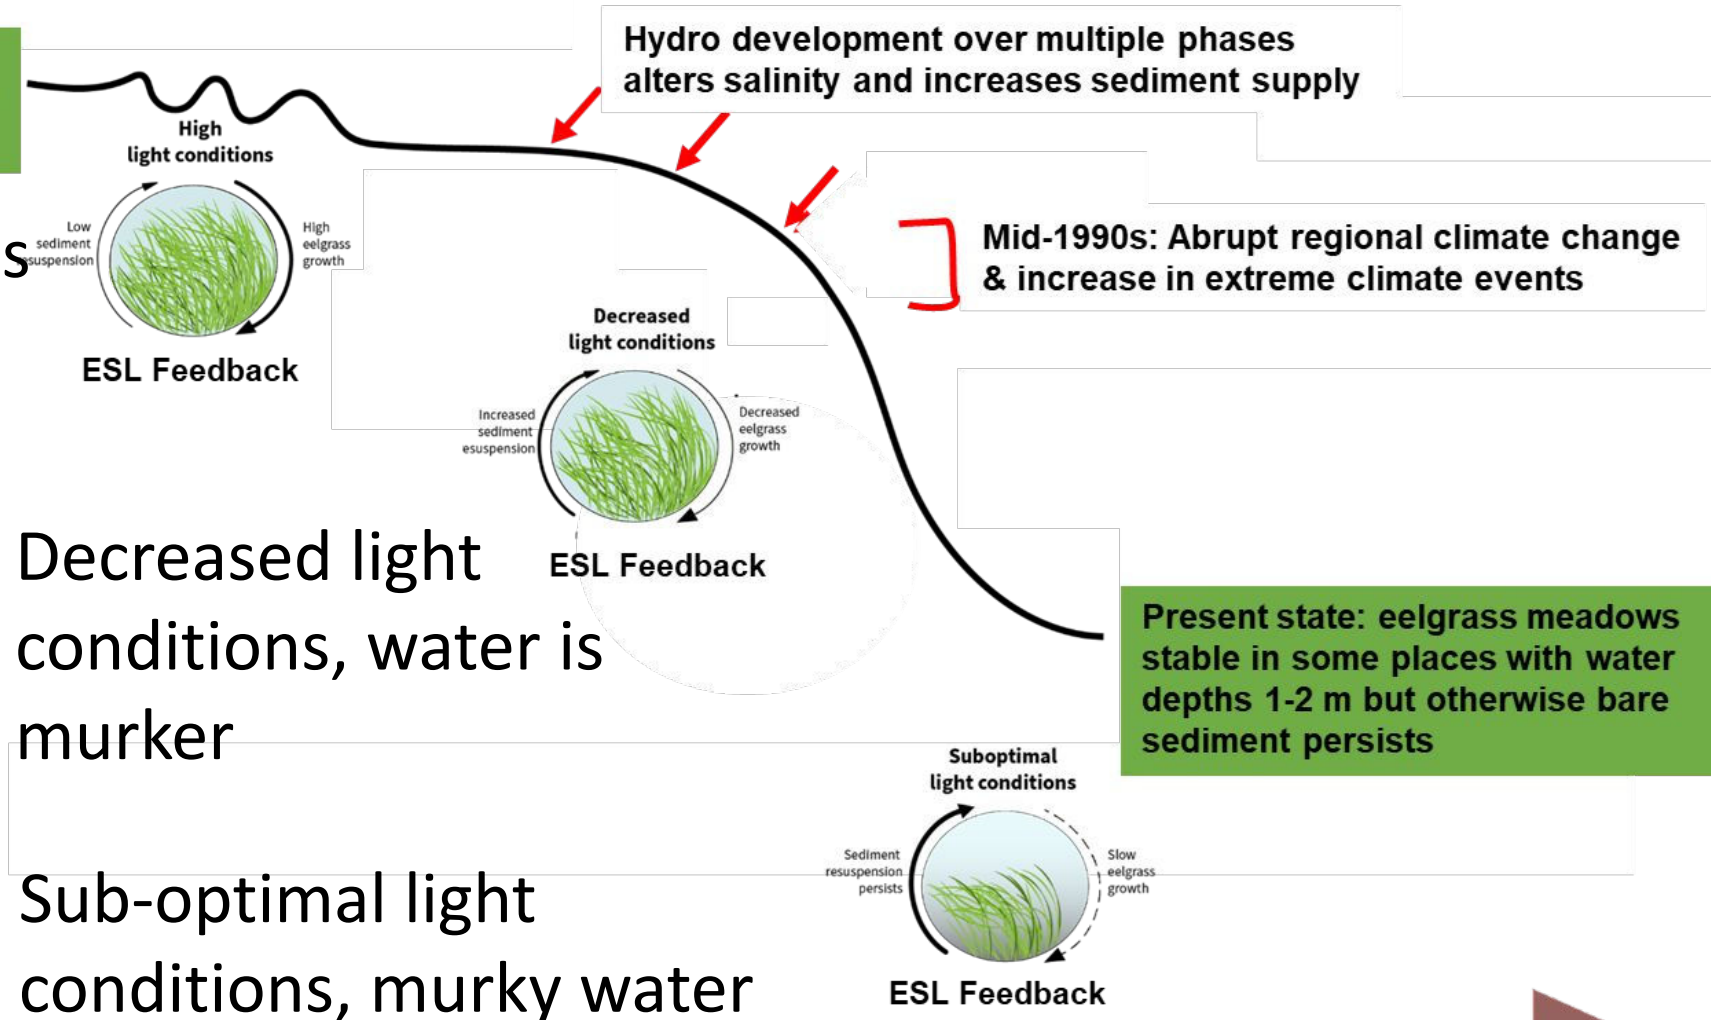 Hydro development over multiple phases
alters salinity and increases sediment supply
High
light conditions
Low
sediment
esuspension
High
eelgrass
growth
s
ESL Feedback
Mid-1990s: Abrupt regional climate change
& increase in extreme climate events
Decreased
light conditions
Increased
sediment
esuspension
Decreased
eelgrass
growth
ESL Feedback
Decreased light
conditions, water is
murker
Present state: eelgrass meadows
stable in some places with water
depths 1-2 m but otherwise bare
sediment persists
Suboptimal
light conditions
Sediment
resuspension
persists
Slow
eelgrass
growth
ESL Feedback
Sub-optimal light
conditions, murky water